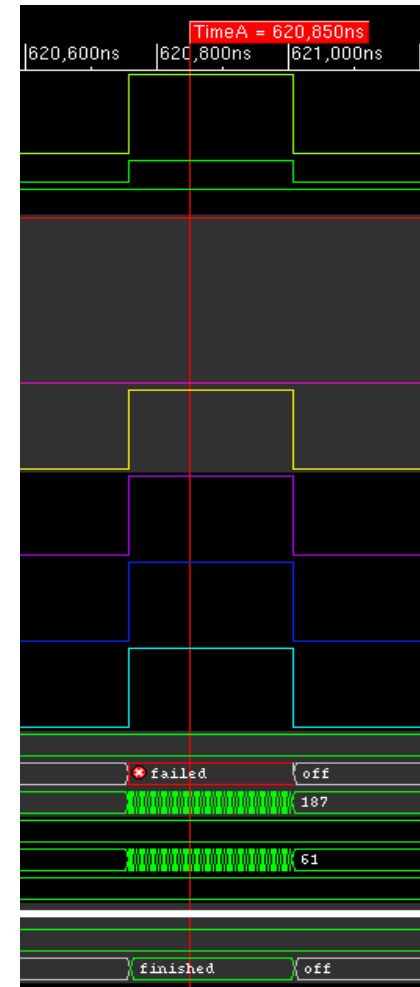 TimeA = 620,850ns
620,600ns 620,800ns 621,000ns
failed off
187
61
finished off